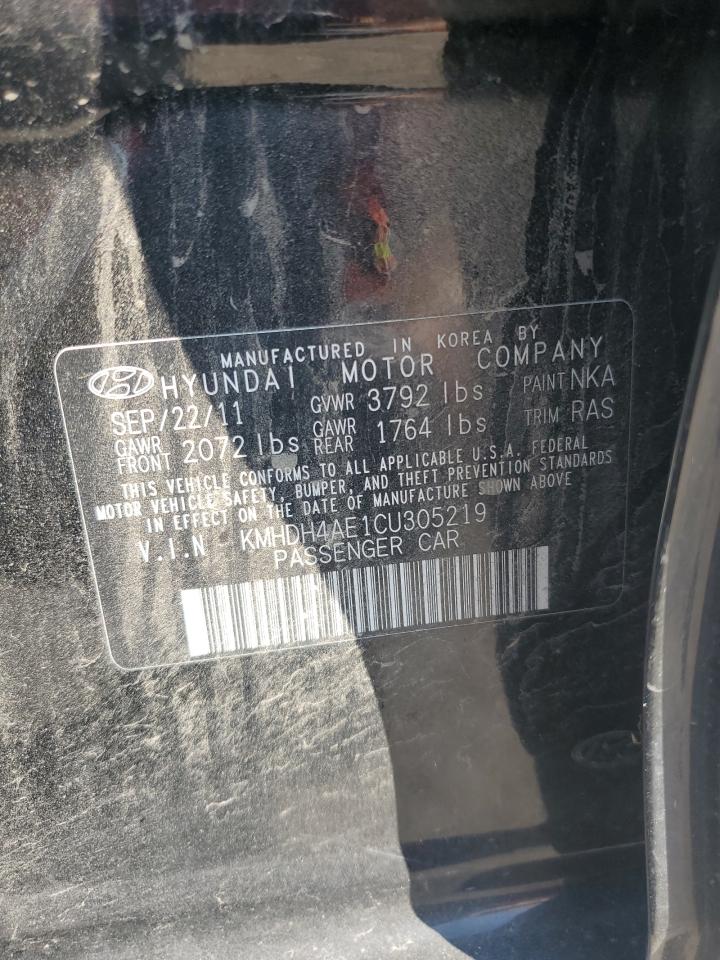 MANUFACTURED IN KOREA BY
HYUNDAI MOTOR COMPANY
SEP/22/11 GVWR 3792 lbs PAINT NKA
GAWR FRONT 2072 lbs GAWR REAR 1764 lbs TRIM RAS
THIS VEHICLE CONFORMS TO ALL APPLICABLE U.S.A. FEDERAL
MOTOR VEHICLE SAFETY, BUMPER, AND THEFT PREVENTION STANDARDS
IN EFFECT ON THE DATE OF MANUFACTURE SHOWN ABOVE
V.I.N - KMHDH4AE1CU305219
PASSENGER CAR